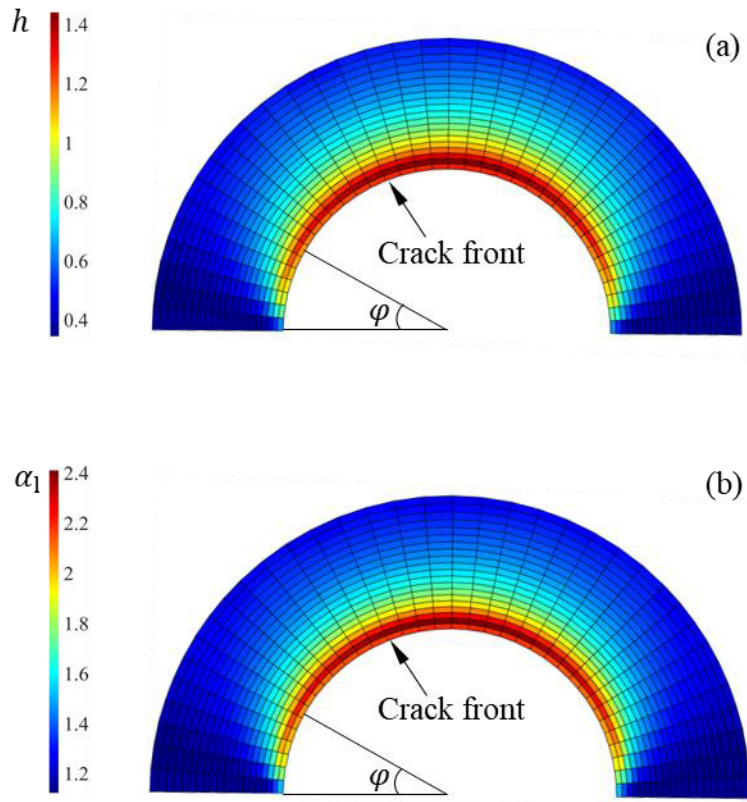 h
(a)
1.4
1.2
1
0.8
0.6
0.4
Crack front
φ
α₁
(b)
2.4
2.2
2
1.8
1.6
1.4
1.2
Crack front
φ